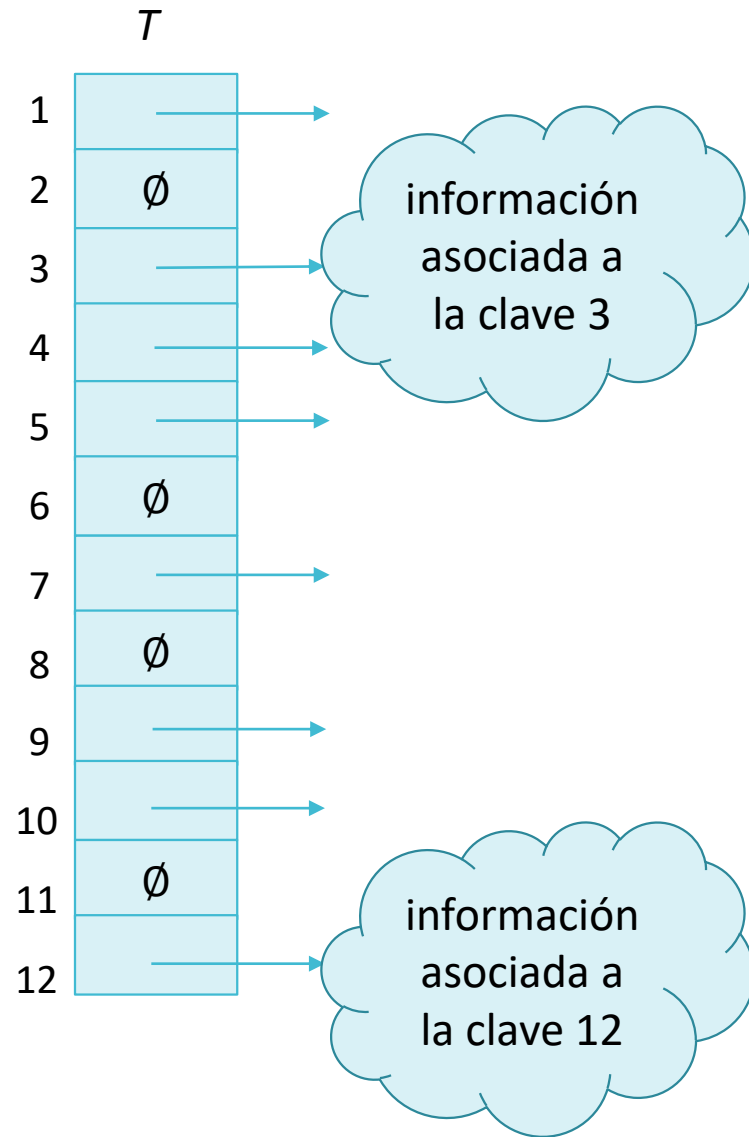 T
1
2 Ø
3
4
5
6 Ø
7
8 Ø
9
10
11 Ø
12
información
asociada a
la clave 3
información
asociada a
la clave 12